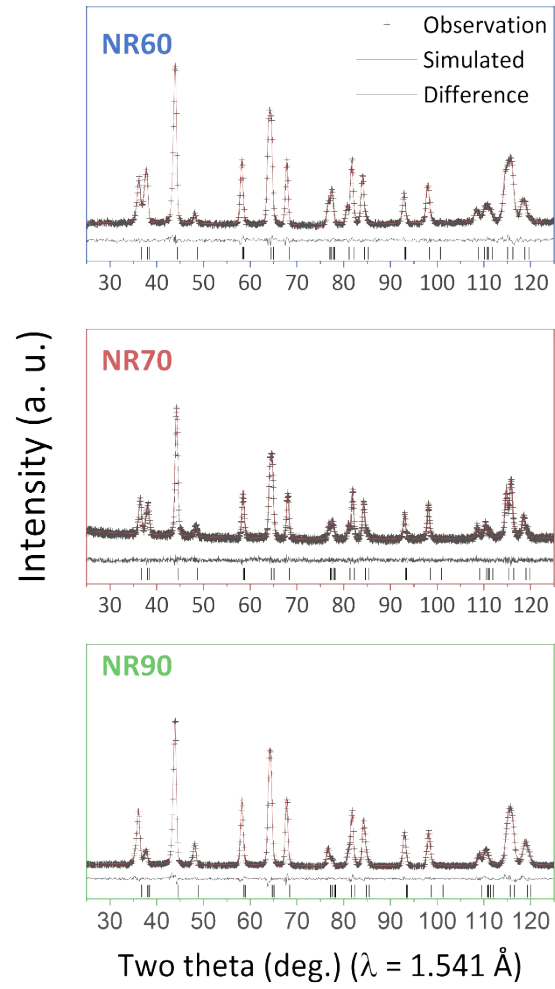 NR60
Observation
Simulated
Difference
30 40 50 60 70 80 90 100 110 120
NR70
30 40 50 60 70 80 90 100 110 120
NR90
30 40 50 60 70 80 90 100 110 120
Intensity (a. u.)
Two theta (deg.) (λ = 1.541 Å)